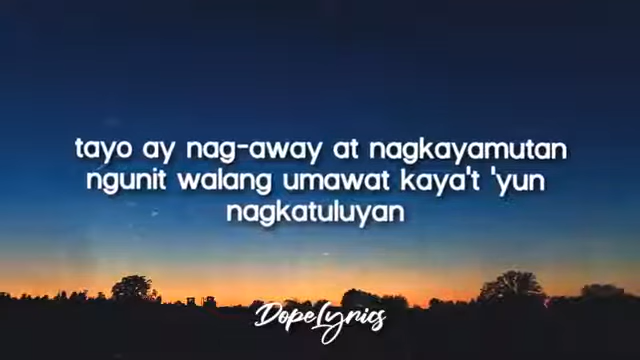 tayo ay nag-away at nagkayamutan
ngunit walang umawat kaya't 'yun
nagkatuluyan
DopeLyrics